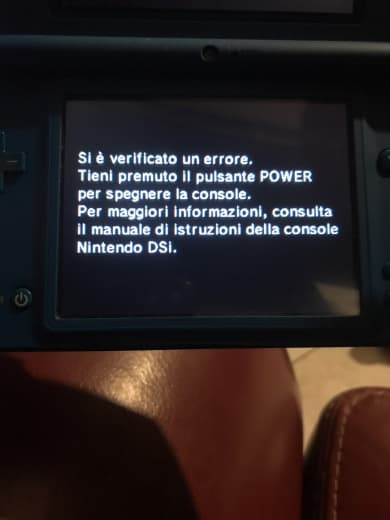 Si è verificato un errore.
Tieni premuto il pulsante POWER
per spegnere la console.
Per maggiori informazioni, consulta
il manuale di istruzioni della console
Nintendo DSi.